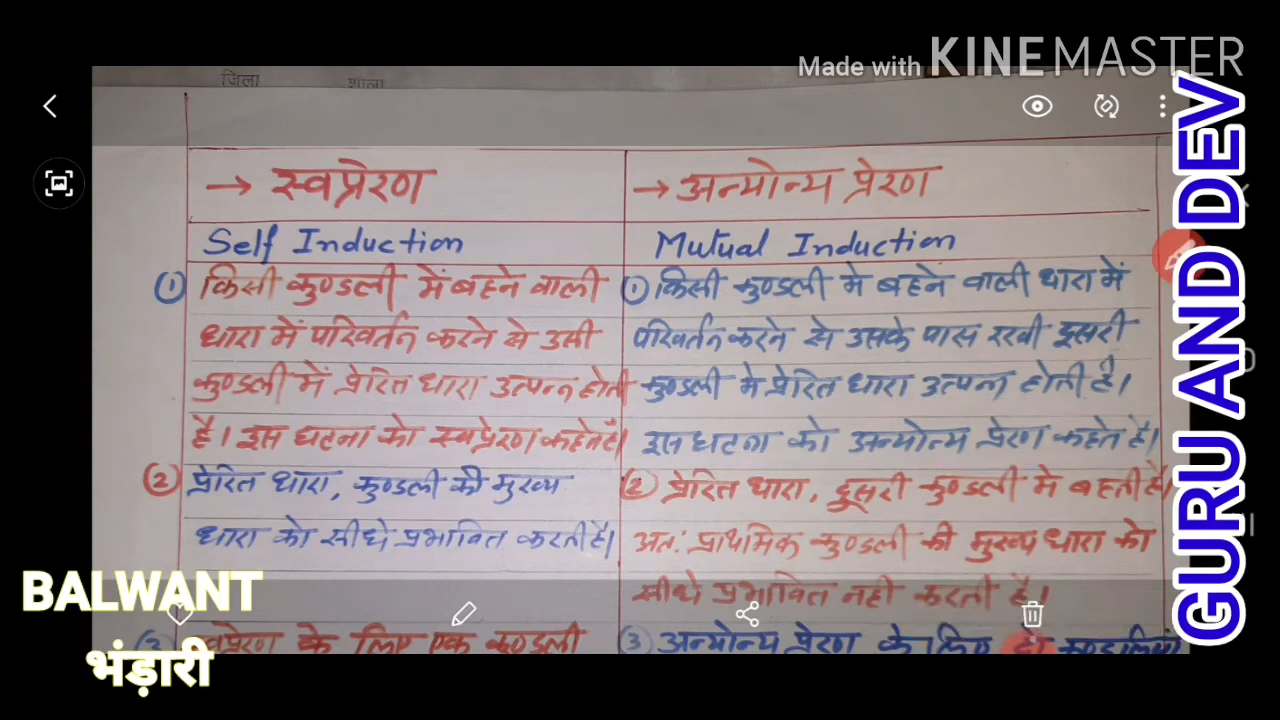 Made with KINEMASTER
जिला शाला
→ स्वप्रेरण
→ अन्योन्य प्रेरण
Self Induction
Mutual Induction
① किसी कुण्डली में बहने वाली
धारा में परिवर्तन करने से उसी
कुण्डली में प्रेरित धारा उत्पन्न होती
है। इस घटना को स्वप्रेरण कहते हैं।
② प्रेरित धारा, कुण्डली की मुख्य
धारा को सीधे प्रभावित करती है।
स्वप्रेरण के लिए एक कुण्डली
① किसी कुण्डली मे बहने वाली धारा में
परिवर्तन करने से उसके पास रखी दूसरी
कुण्डली मे प्रेरित धारा उत्पन्न होती है।
इस घटना को अन्योन्य प्रेरण कहते है।
② प्रेरित धारा, दूसरी कुण्डली मे बहती है
अतः प्राथमिक कुण्डली की मुख्य धारा को
सीधे प्रभावित नही करती है।
③ अन्योन्य प्रेरण के लिए दो कुण्डलियां
GURU AND DEV
BALWANT
भंड़ारी